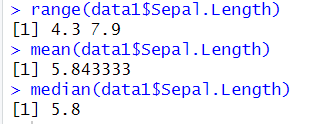 > range(data1$Sepal.Length)
[1] 4.3 7.9
> mean(data1$Sepal.Length)
[1] 5.843333
> median(data1$Sepal.Length)
[1] 5.8